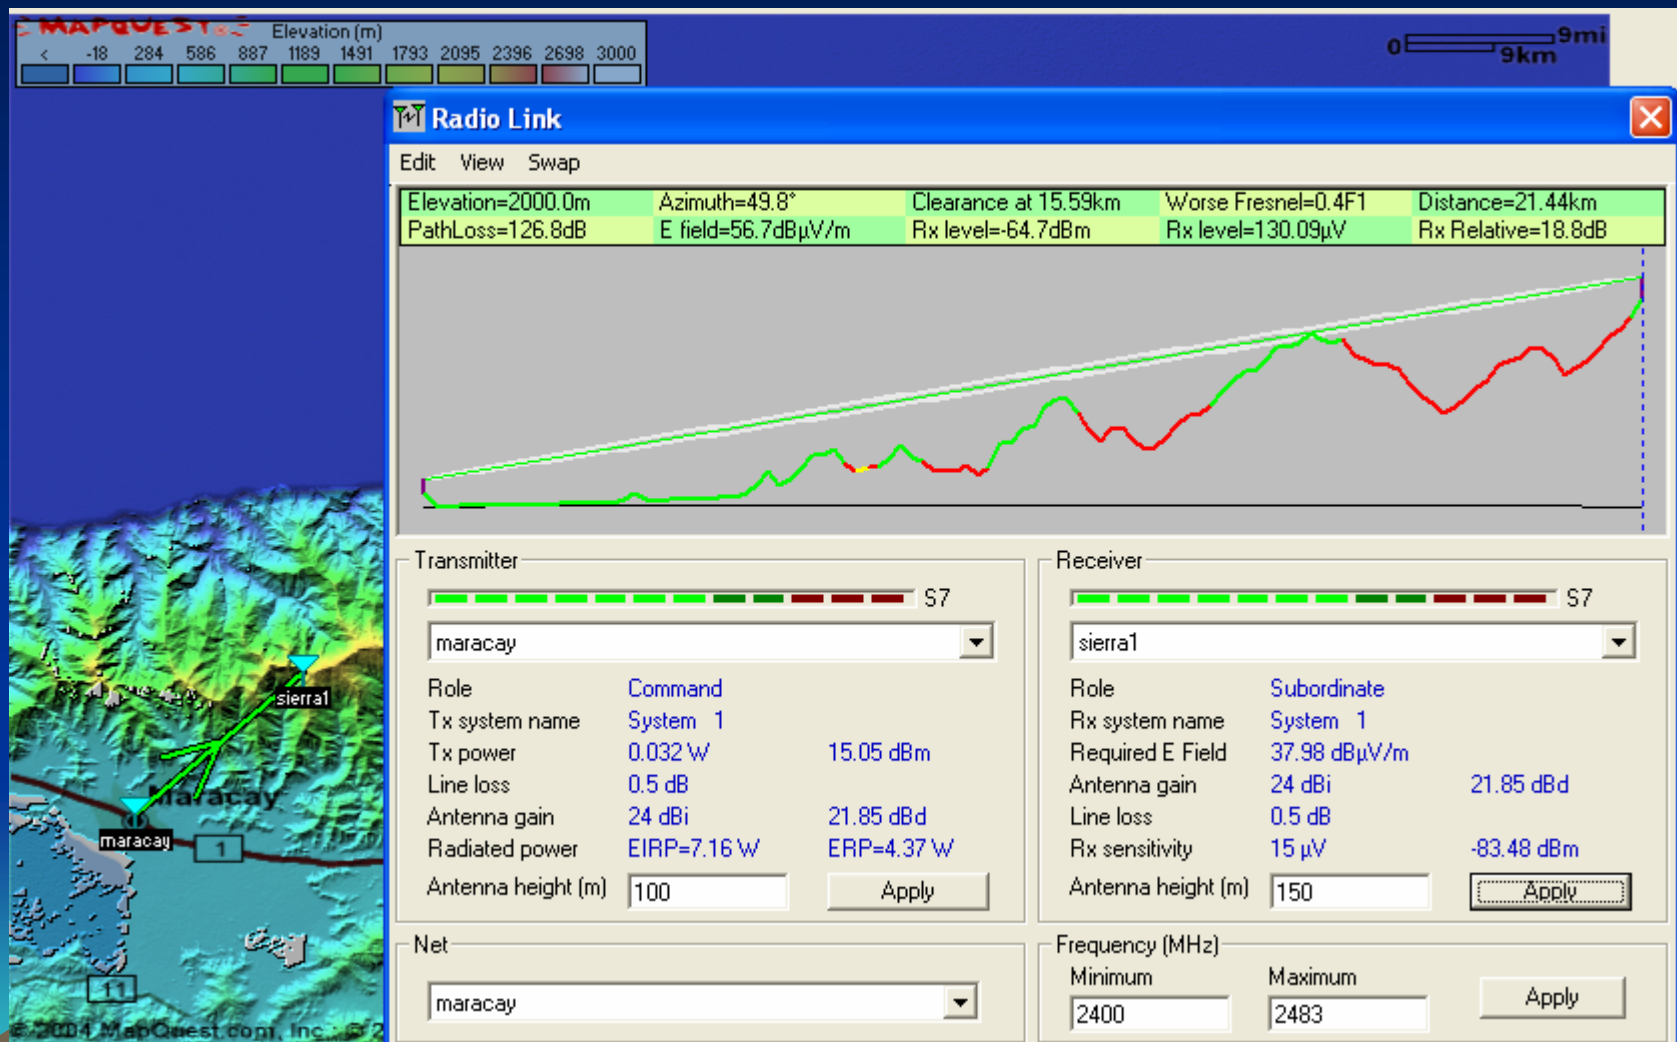 MAPQUEST
Elevation (m)
< -18 284 586 887 1189 1491 1793 2095 2396 2698 3000
0 9mi
9km
Radio Link
Edit View Swap
Elevation=2000.0m Azimuth=49.8° Clearance at 15.59km Worse Fresnel=0.4F1 Distance=21.44km
PathLoss=126.8dB E field=56.7dBµV/m Rx level=-64.7dBm Rx level=130.09µV Rx Relative=18.8dB
Transmitter
S7
maracay
Role Command
Tx system name System 1
Tx power 0.032 W 15.05 dBm
Line loss 0.5 dB
Antenna gain 24 dBi 21.85 dBd
Radiated power EIRP=7.16 W ERP=4.37 W
Antenna height (m) 100 Apply
Receiver
S7
sierra1
Role Subordinate
Rx system name System 1
Required E Field 37.98 dBµV/m
Antenna gain 24 dBi 21.85 dBd
Line loss 0.5 dB
Rx sensitivity 15 µV -83.48 dBm
Antenna height (m) 150 Apply
Net
maracay
Frequency (MHz)
Minimum Maximum
2400 2483 Apply
sierra1
Maracay
maracay
1
11
© 2004 MapQuest.com, Inc.; © 2